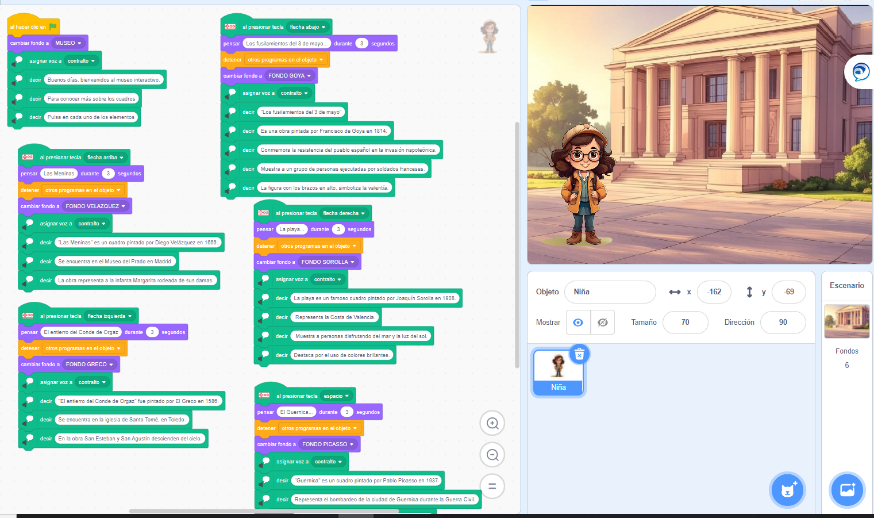 al hacer clic en
cambiar fondo a MUSEO
asignar voz a contralto
decir Buenos días, bienvenidos al museo interactivo.
decir Para conocer más sobre los cuadros
decir Pulsa en cada uno de los elementos
al presionar tecla flecha arriba
pensar Las Meninas durante 3 segundos
detener otros programas en el objeto
cambiar fondo a FONDO VELAZQUEZ
asignar voz a contralto
decir "Las Meninas" es un cuadro pintado por Diego Velázquez en
decir Se encuentra en el Museo del Prado en Madrid.
decir La obra representa a la infanta Margarita rodeada de sus damas.
al presionar tecla flecha izquierda
pensar El entierro del Conde de Orgaz durante 3 segundos
detener otros programas en el objeto
cambiar fondo a FONDO GRECO
asignar voz a contralto
decir "El entierro del Conde de Orgaz" fue pintado por El Greco en 1586.
decir Se encuentra en la iglesia de Santo Tomé, en Toledo.
decir En la obra San Esteban y San Agustín descienden del cielo.
al presionar tecla flecha abajo
pensar Los fusilamientos del 3 de mayo... durante 3 segundos
detener otros programas en el objeto
cambiar fondo a FONDO GOYA
asignar voz a contralto
decir "Los fusilamientos del 3 de mayo"
decir Es una obra pintada por Francisco de Goya en 1814.
decir Conmemora la resistencia del pueblo español en la invasión napoleónica.
decir Muestra a un grupo de personas ejecutadas por soldados franceses.
decir La figura con los brazos en alto, simboliza la valentía.
al presionar tecla flecha derecha
pensar La playa... durante 3 segundos
detener otros programas en el objeto
cambiar fondo a FONDO SOROLLA
asignar voz a contralto
decir La playa es un famoso cuadro pintado por Joaquín Sorolla en 1908.
decir Representa la Costa de Valencia.
decir Muestra a personas disfrutando del mar y la luz del sol.
decir Destaca por el uso de colores brillantes.
al presionar tecla espacio
pensar El Guernica... durante 3 segundos
detener otros programas en el objeto
cambiar fondo a FONDO PICASSO
asignar voz a contralto
decir "Guernica" es un cuadro pintado por Pablo Picasso en 1937.
decir Representa el bombardeo de la ciudad de Guernica durante la Guerra Civil.
Objeto Niña x -162 y -69
Mostrar Tamaño 70 Dirección 90
Niña
Escenario
Fondos
6